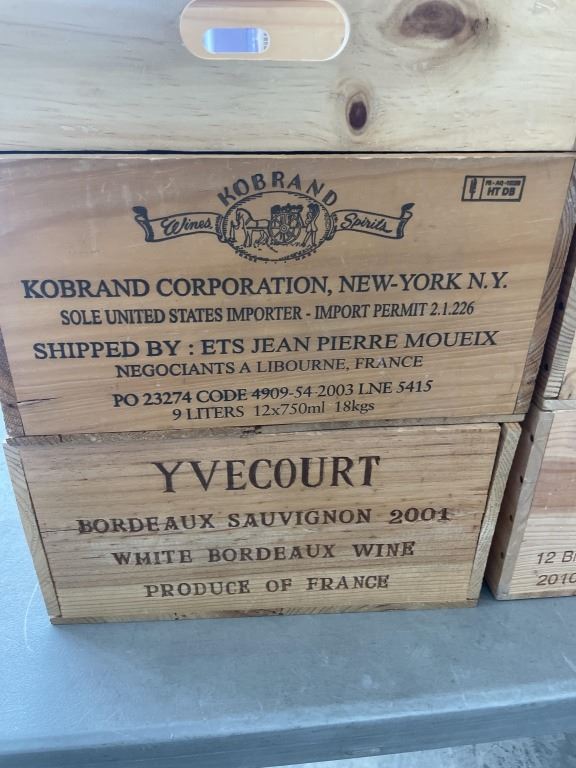 KOBRAND
Wines Spirits
HT DB
KOBRAND CORPORATION, NEW-YORK N.Y.
SOLE UNITED STATES IMPORTER - IMPORT PERMIT 2.1.226
SHIPPED BY : ETS JEAN PIERRE MOUEIX
NEGOCIANTS A LIBOURNE, FRANCE
PO 23274 CODE 4909-54-2003 LNE 5415
9 LITERS 12x750ml 18kgs
YVECOURT
BORDEAUX SAUVIGNON 2001
WHITE BORDEAUX WINE
PRODUCE OF FRANCE
12
2010